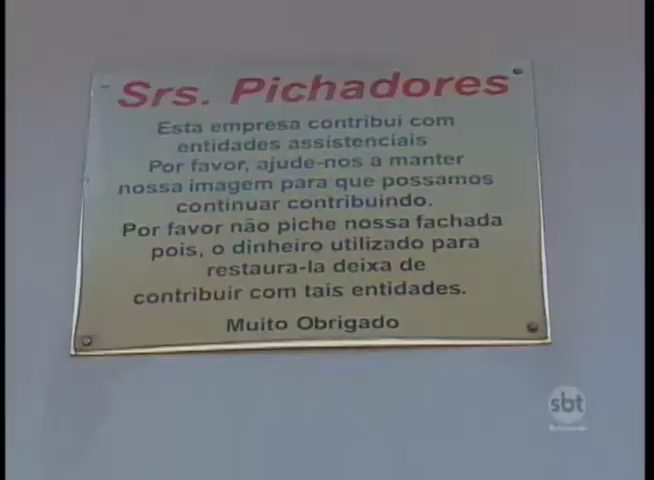 Srs. Pichadores
Esta empresa contribui com
entidades assistenciais
Por favor, ajude-nos a manter
nossa imagem para que possamos
continuar contribuindo.
Por favor não piche nossa fachada
pois, o dinheiro utilizado para
restaura-la deixa de
contribuir com tais entidades.
Muito Obrigado
sbt